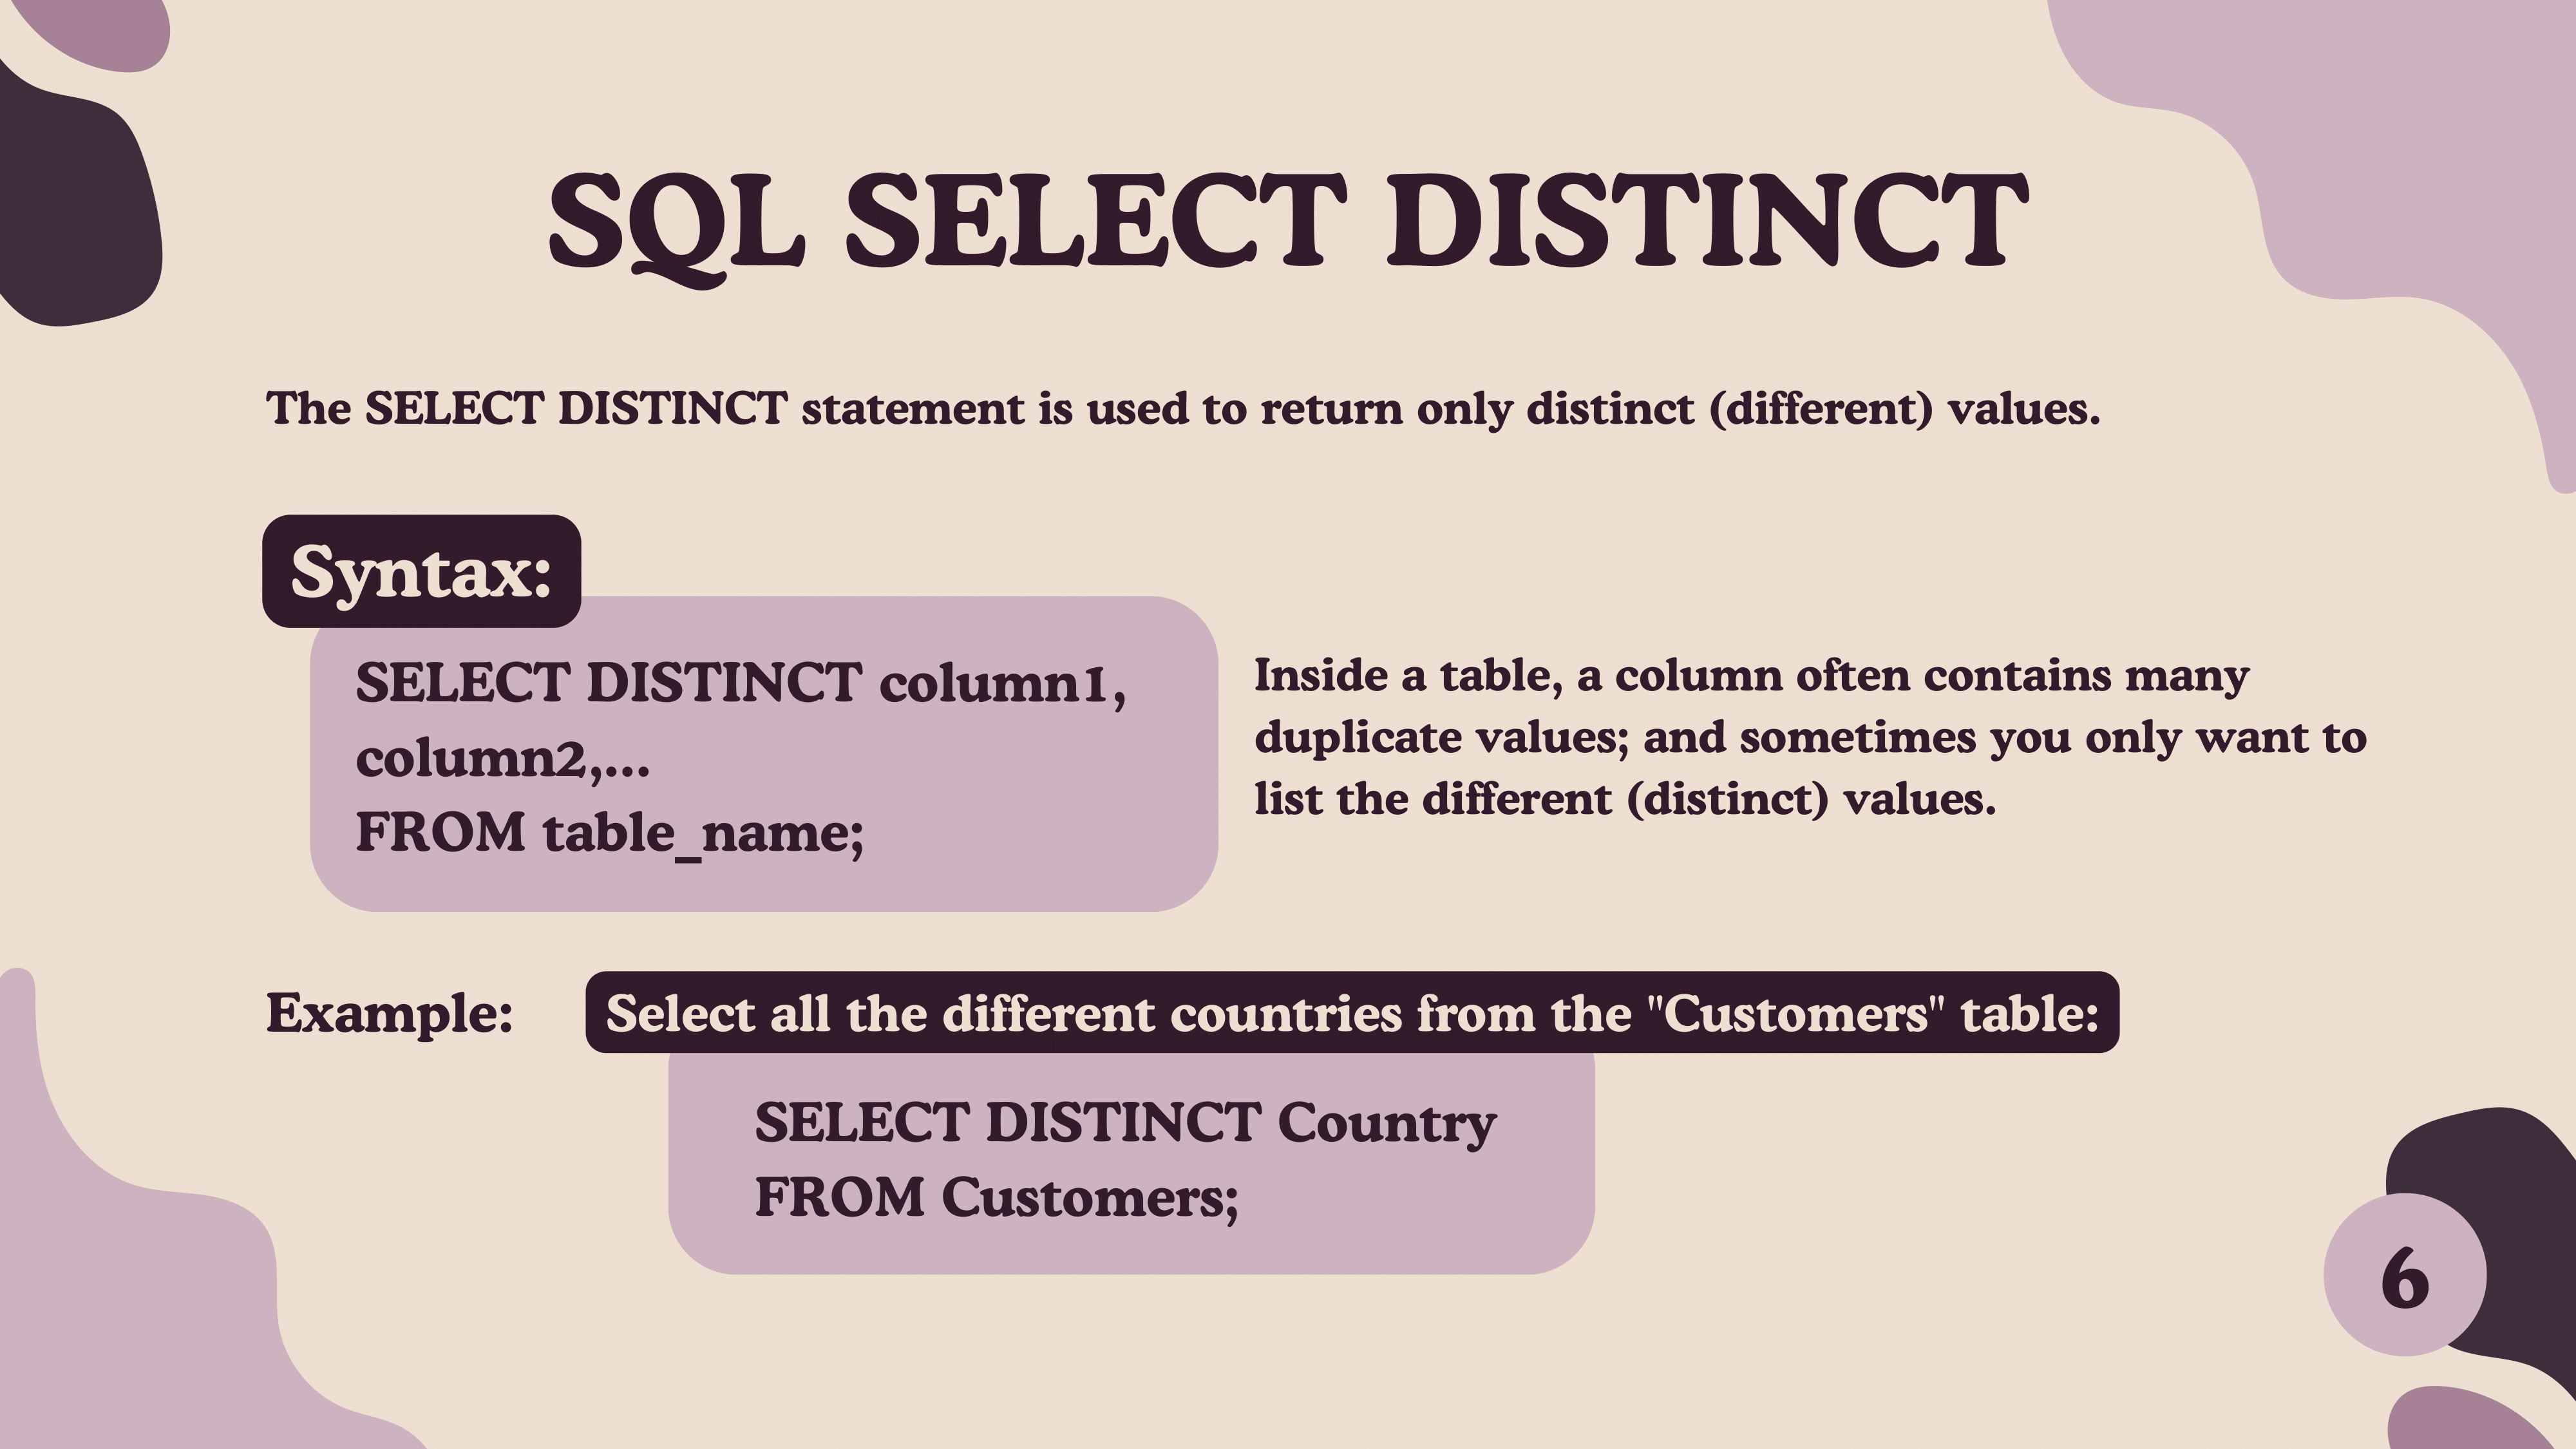 SQL SELECT DISTINCT
The SELECT DISTINCT statement is used to return only distinct (different) values.
Syntax:
SELECT DISTINCT column1,
column2,...
FROM table_name;
Inside a table, a column often contains many
duplicate values; and sometimes you only want to
list the different (distinct) values.
Example:
Select all the different countries from the "Customers" table:
SELECT DISTINCT Country
FROM Customers;
6